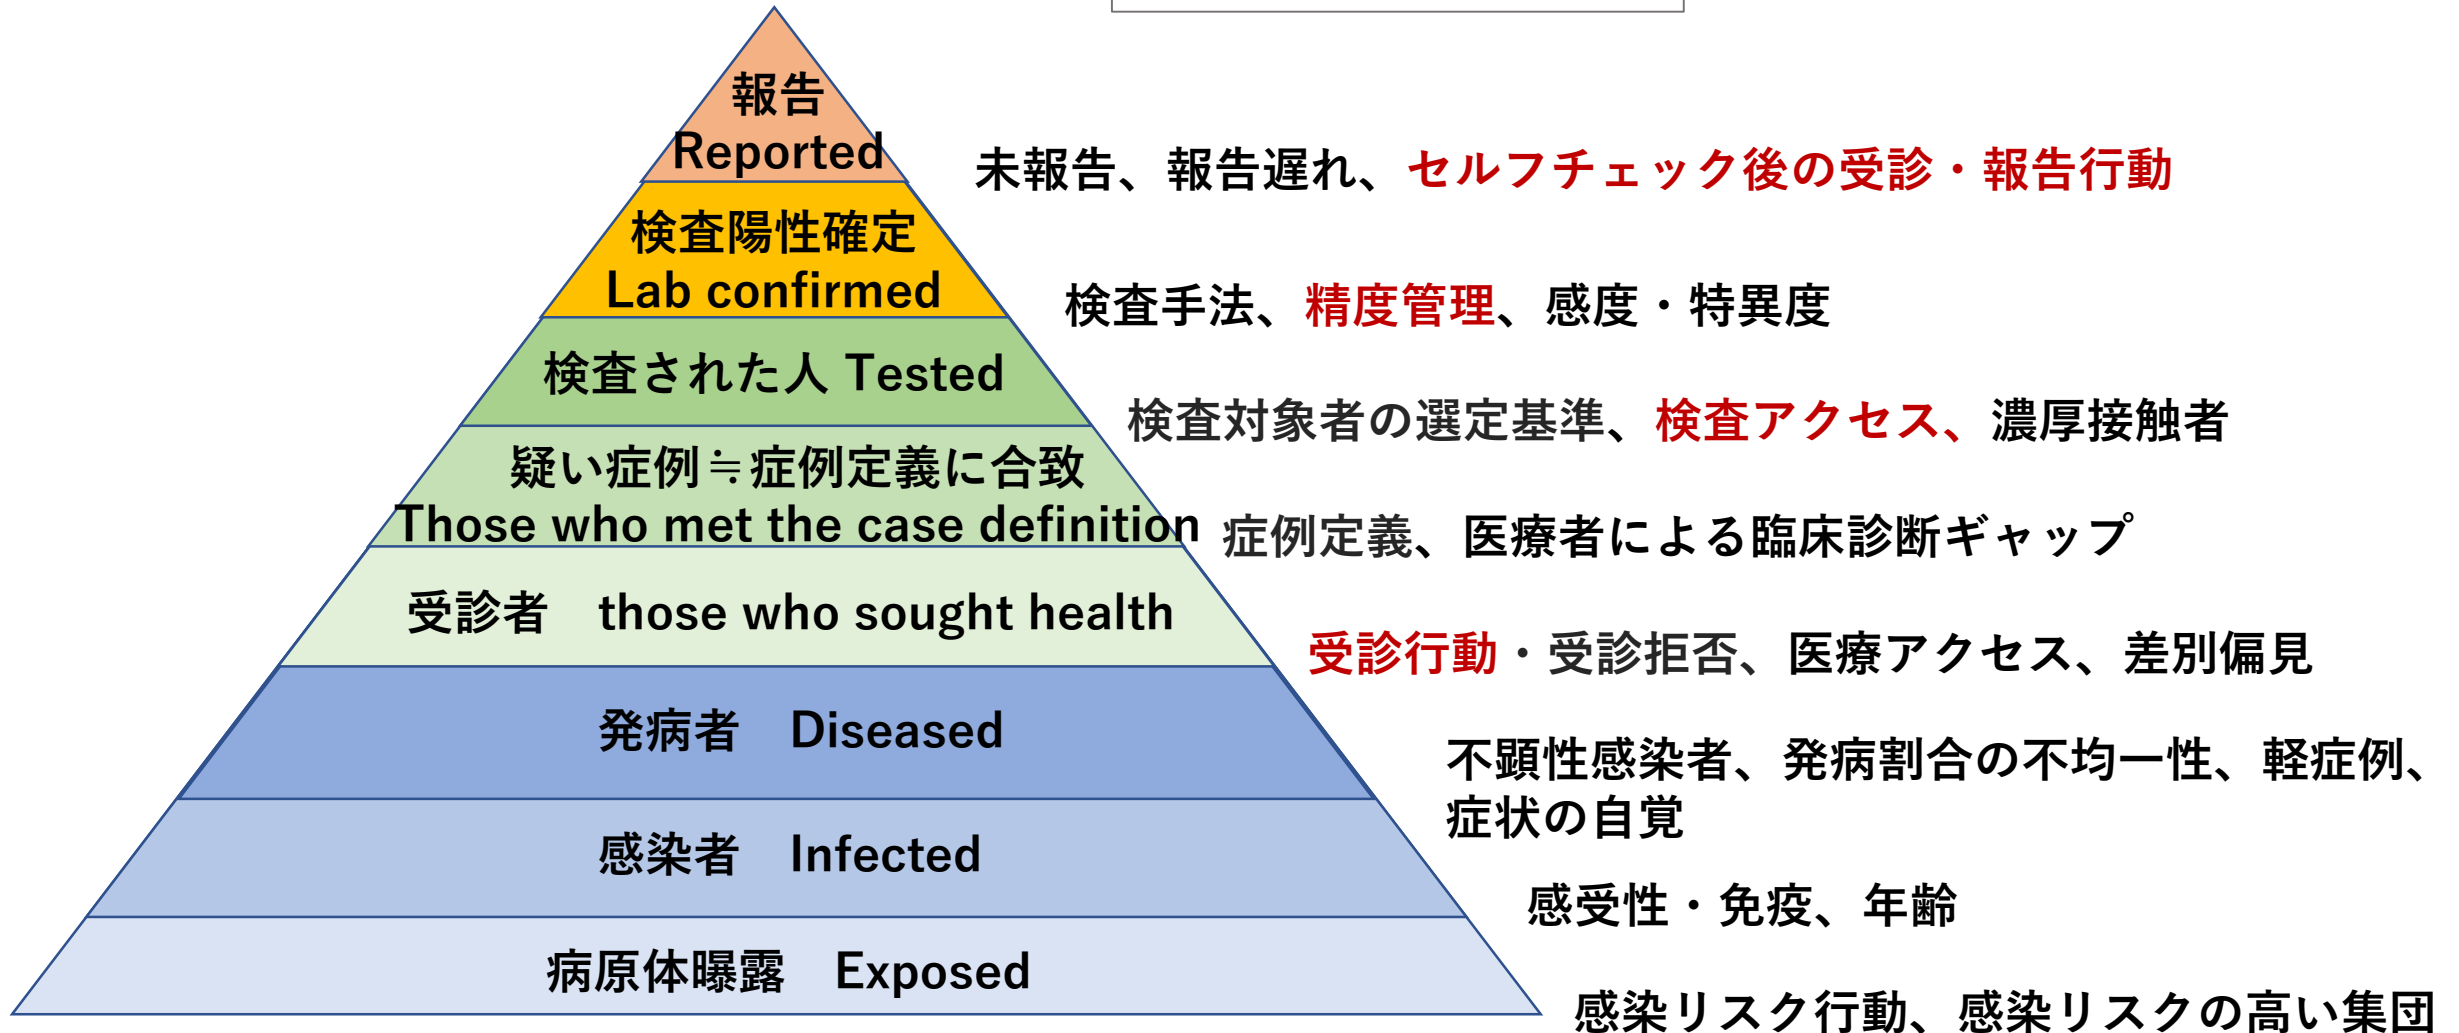 報告
Reported
未報告、報告遅れ、セルフチェック後の受診・報告行動
検査陽性確定
Lab confirmed
検査手法、精度管理、感度・特異度
検査された人 Tested
検査対象者の選定基準、検査アクセス、濃厚接触者
疑い症例≒症例定義に合致
Those who met the case definition
症例定義、医療者による臨床診断ギャップ
受診者　those who sought health
受診行動・受診拒否、医療アクセス、差別偏見
発病者　Diseased
不顕性感染者、発病割合の不均一性、軽症例、
症状の自覚
感染者　Infected
感受性・免疫、年齢
病原体曝露　Exposed
感染リスク行動、感染リスクの高い集団